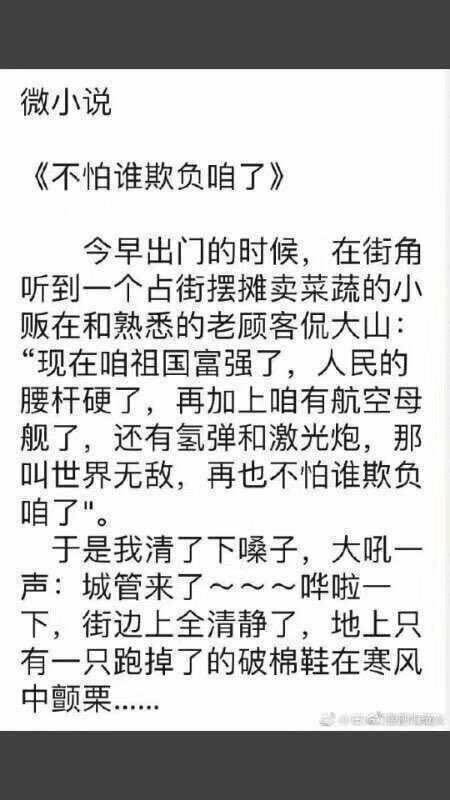 微小说
《不怕谁欺负咱了》
今早出门的时候，在街角
听到一个占街摆摊卖菜蔬的小
贩在和熟悉的老顾客侃大山：
“现在咱祖国富强了，人民的
腰杆硬了，再加上咱有航空母
舰了，还有氢弹和激光炮，那
叫世界无敌，再也不怕谁欺负
咱了"。
于是我清了下嗓子，大吼一
声：城管来了～～～哗啦一
下，街边上全清静了，地上只
有一只跑掉了的破棉鞋在寒风
中颤栗......